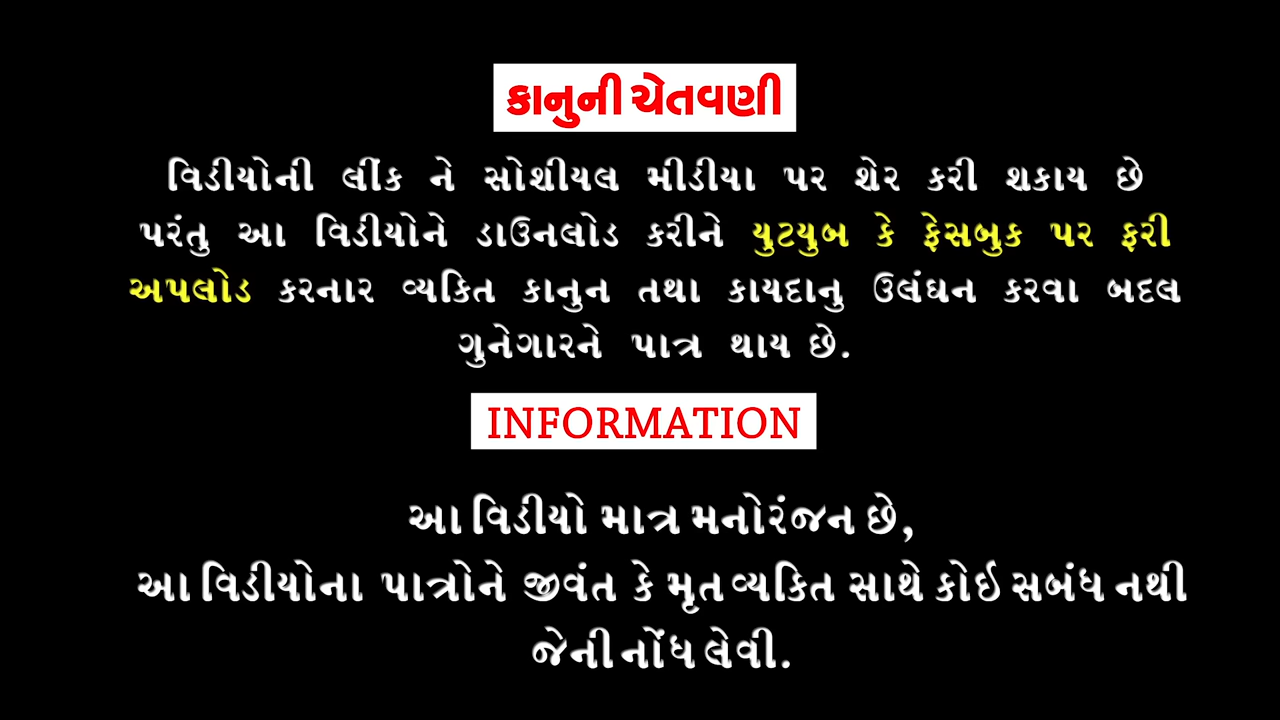 કાનુની ચેતવણી
વિડીયોની લીંક ને સોશીયલ મીડીયા પર શેર કરી શકાય છે
પરંતુ આ વિડીયોને ડાઉનલોડ કરીને યુટયુબ કે ફેસબુક પર ફરી
અપલોડ કરનાર વ્યકિત કાનુન તથા કાયદાનુ ઉલંઘન કરવા બદલ
ગુનેગારને પાત્ર થાય છે.
INFORMATION
આ વિડીયો માત્ર મનોરંજન છે,
આ વિડીયોના પાત્રોને જીવંત કે મૃત વ્યકિત સાથે કોઇ સબંધ નથી
જેની નોંધ લેવી.